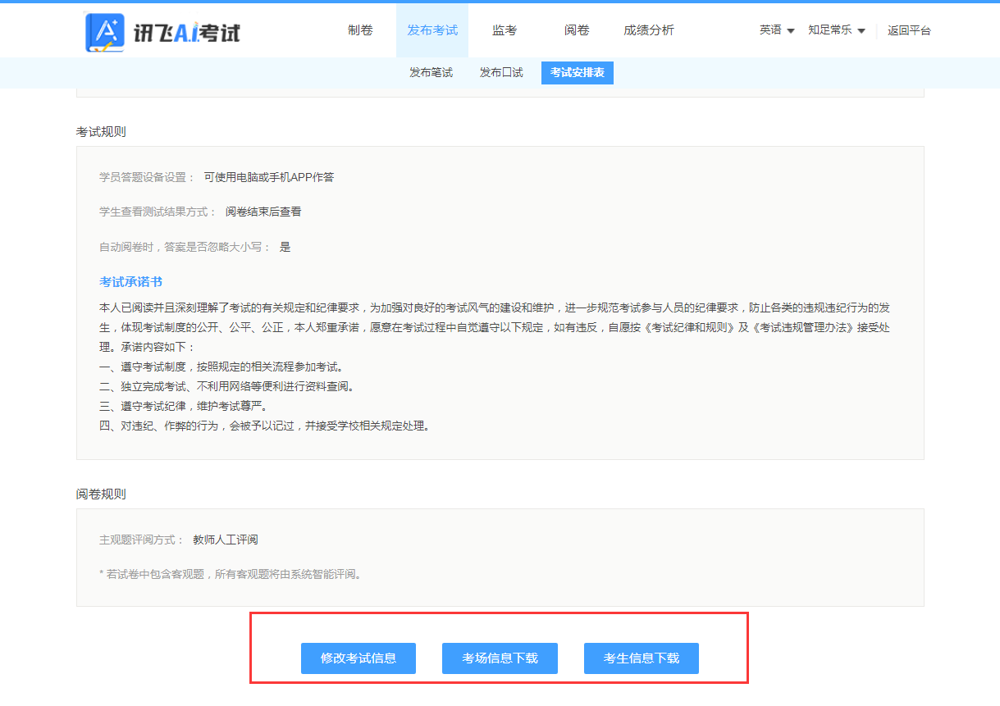 讯飞A.I.考试
制卷 发布考试 监考 阅卷 成绩分析 英语 知足常乐 返回平台
发布笔试 发布口试 考试安排表
考试规则
学员答题设备设置： 可使用电脑或手机APP作答
学生查看测试结果方式： 阅卷结束后查看
自动阅卷时，答案是否忽略大小写： 是
考试承诺书
本人已阅读并且深刻理解了考试的有关规定和纪律要求，为加强对良好的考试风气的建设和维护，进一步规范考试参与人员的纪律要求，防止各类的违规违纪行为的发
生，体现考试制度的公开、公平、公正，本人郑重承诺，愿意在考试过程中自觉遵守以下规定，如有违反，自愿按《考试纪律和规则》及《考试违规管理办法》接受处
理。承诺内容如下：
一、遵守考试制度，按照规定的相关流程参加考试。
二、独立完成考试、不利用网络等便利进行资料查阅。
三、遵守考试纪律，维护考试尊严。
四、对违纪、作弊的行为，会被予以记过，并接受学校相关规定处理。
阅卷规则
主观题评阅方式： 教师人工评阅
* 若试卷中包含客观题，所有客观题将由系统智能评阅。
修改考试信息 考场信息下载 考生信息下载